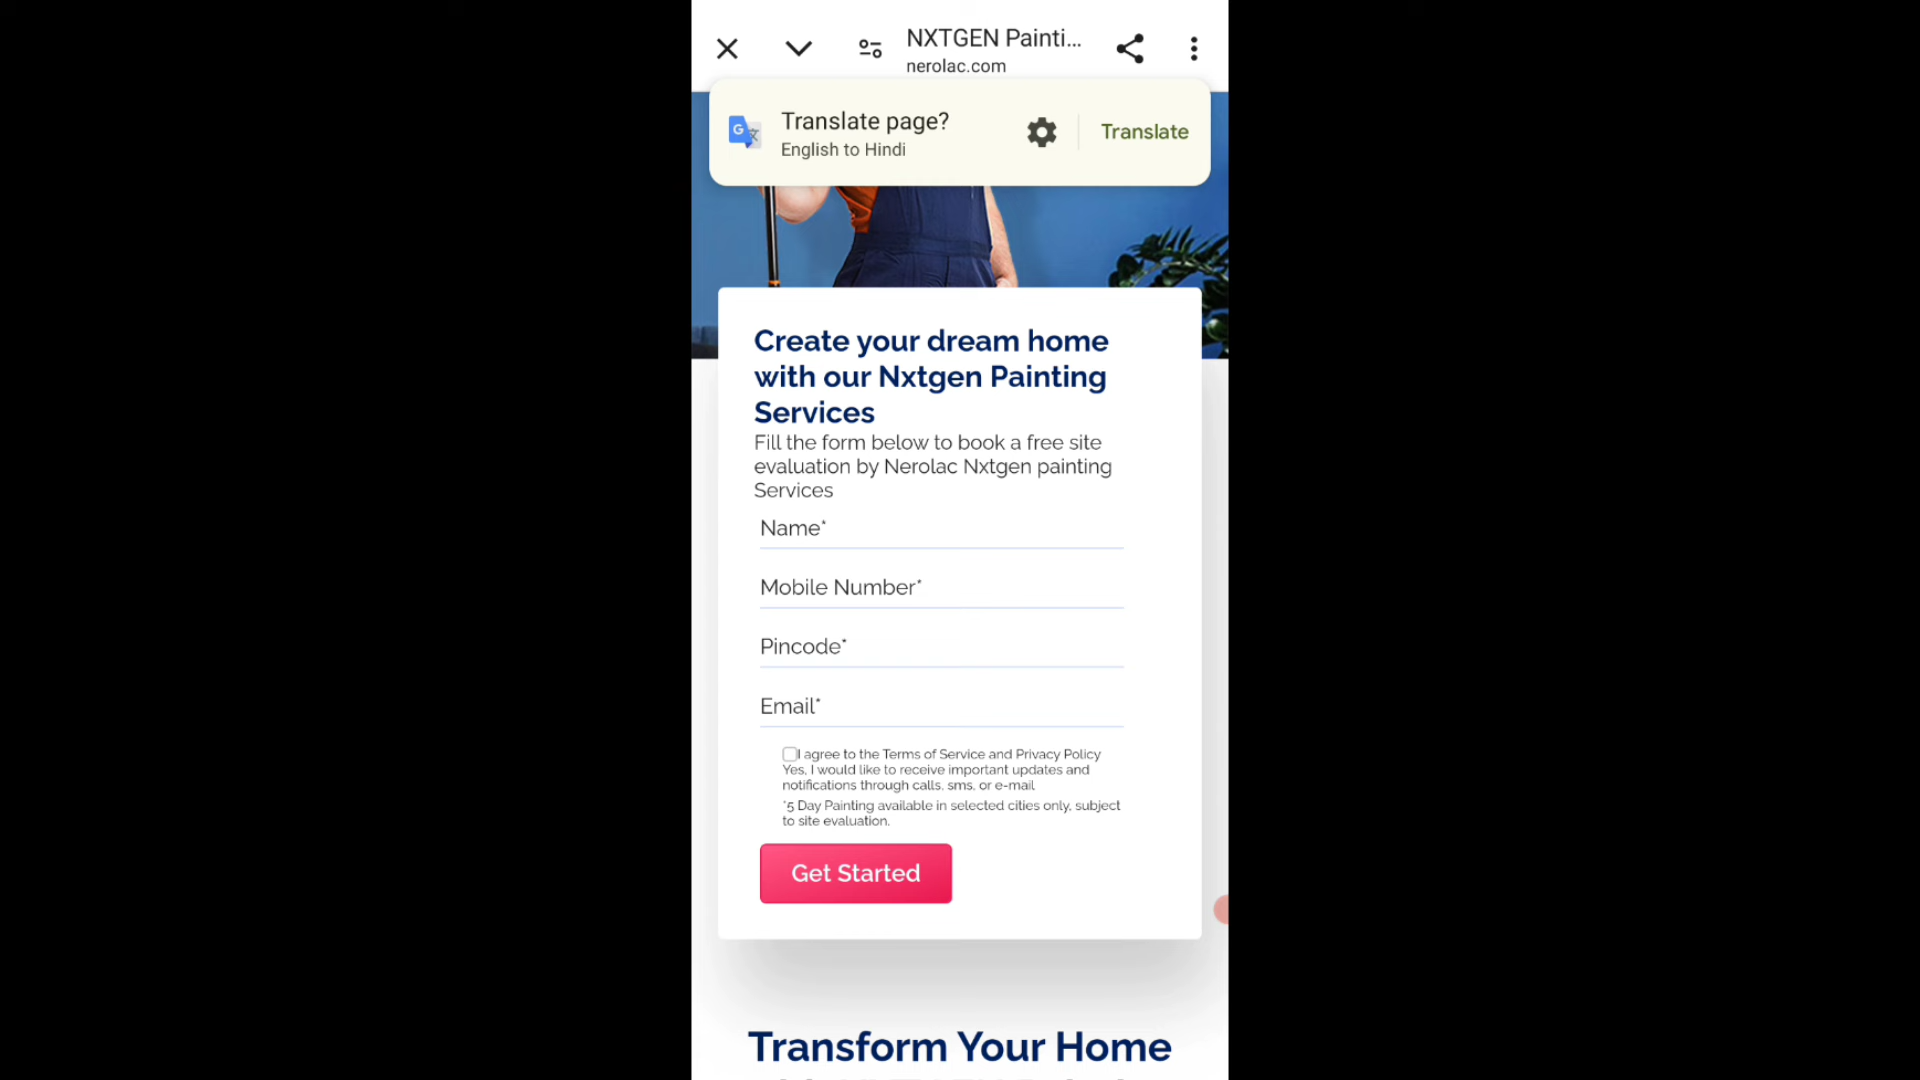 NXTGEN Painti...
nerolac.com
Translate page?
English to Hindi
Translate
Create your dream home
with our Nxtgen Painting
Services
Fill the form below to book a free site
evaluation by Nerolac Nxtgen painting
Services
Name*
Mobile Number*
Pincode*
Email*
I agree to the Terms of Service and Privacy Policy
Yes, I would like to receive important updates and
notifications through calls, sms, or e-mail
*5 Day Painting available in selected cities only, subject
to site evaluation.
Get Started
Transform Your Home